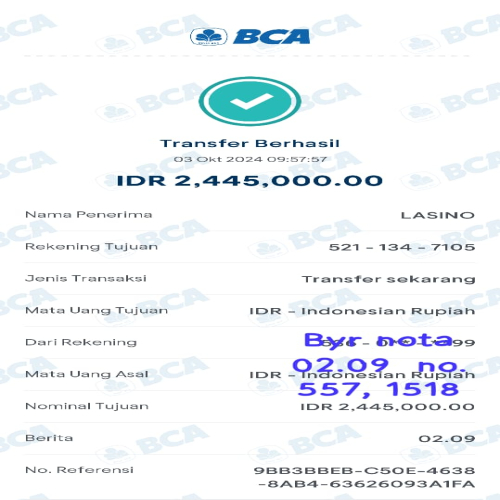 BCA
Transfer Berhasil
03 Okt 2024 09:57:57
IDR 2,445,000.00
Nama Penerima LASINO
Rekening Tujuan 521 - 134 - 7105
Jenis Transaksi Transfer sekarang
Mata Uang Tujuan IDR - Indonesian Rupiah
Dari Rekening
Byr nota
Mata Uang Asal IDR - Indonesian Rupiah
02.09 no.
557, 1518
Nominal Tujuan IDR 2,445,000.00
Berita 02.09
No. Referensi 9BB3BBEB-C50E-4638
-8AB4-63626093A1FA